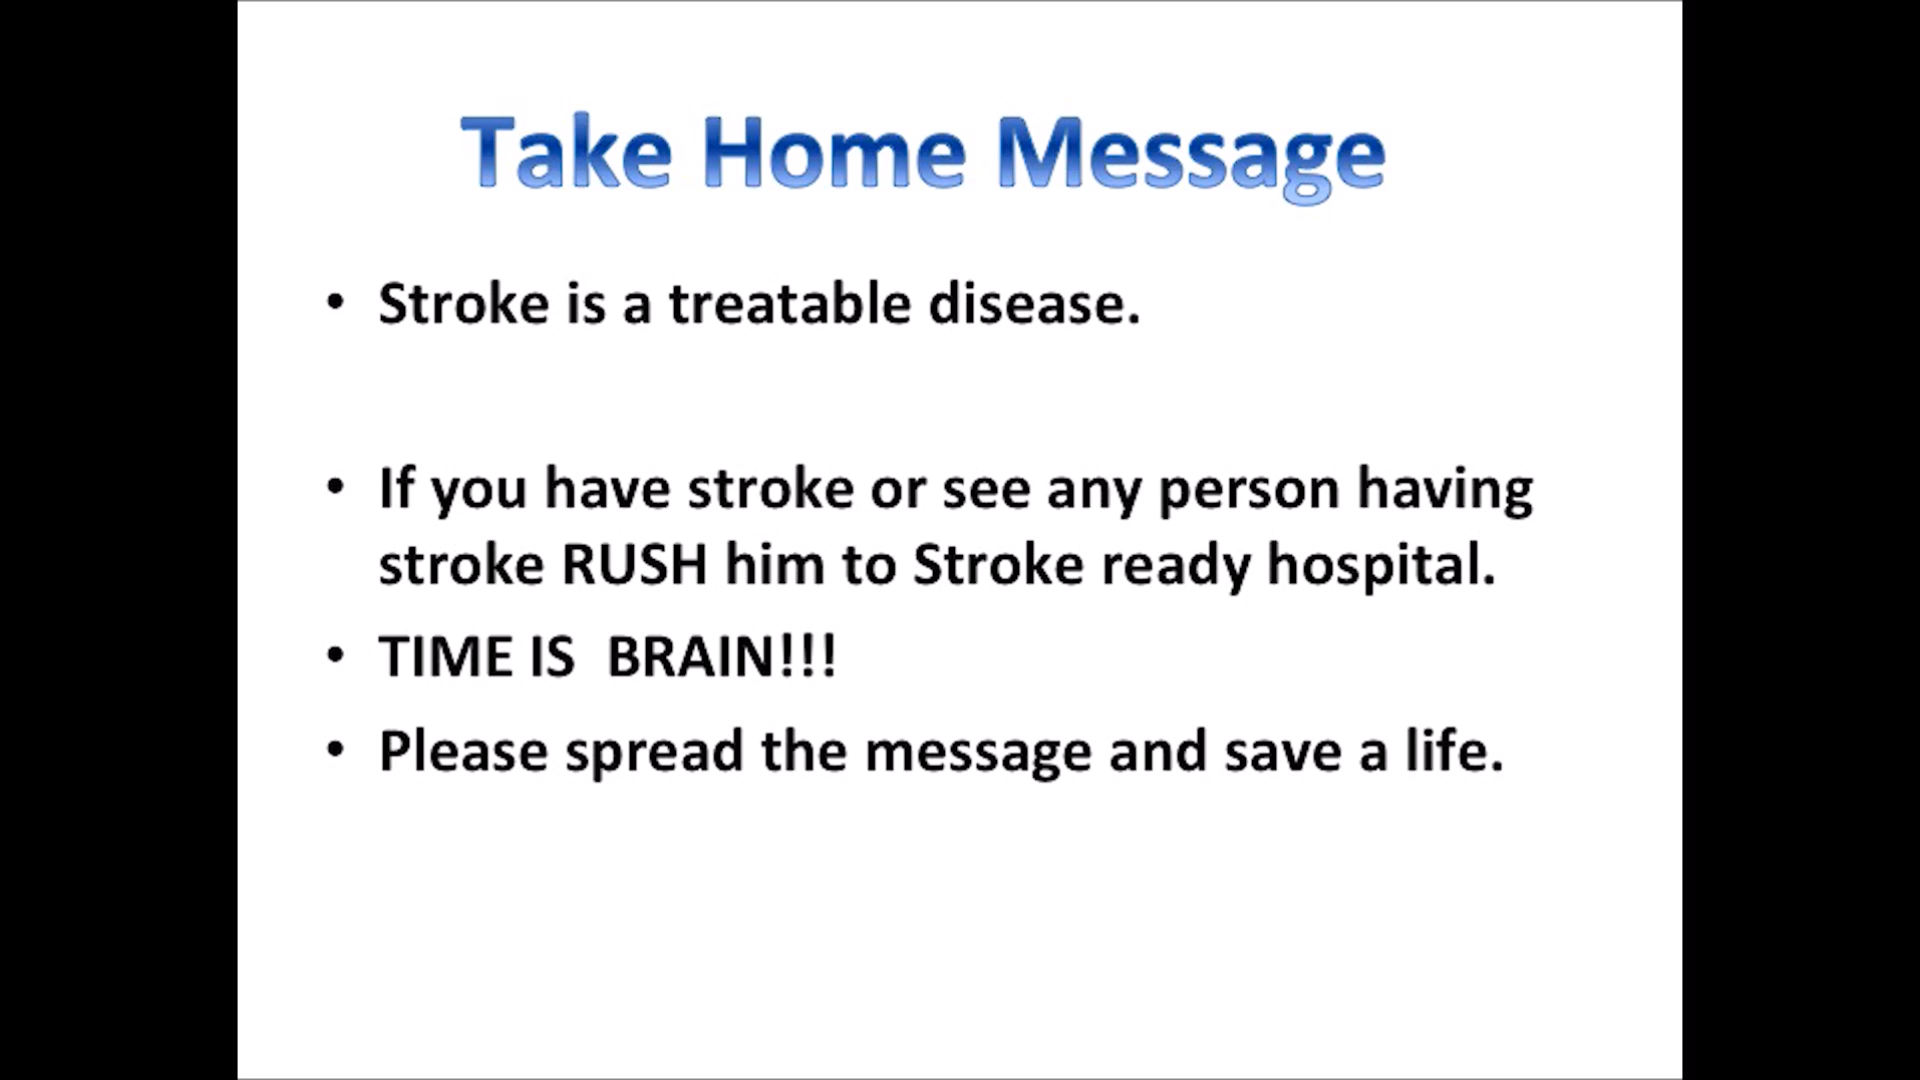 Take Home Message
• Stroke is a treatable disease.
• If you have stroke or see any person having
stroke RUSH him to Stroke ready hospital.
• TIME IS  BRAIN!!!
• Please spread the message and save a life.